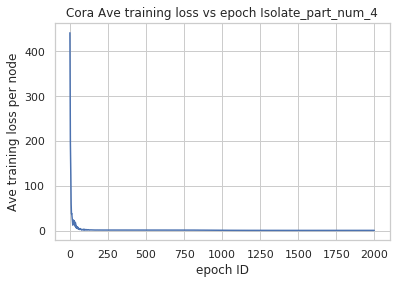 Cora Ave training loss vs epoch Isolate_part_num_4
Ave training loss per node
400
300
200
100
0
0 250 500 750 1000 1250 1500 1750 2000
epoch ID